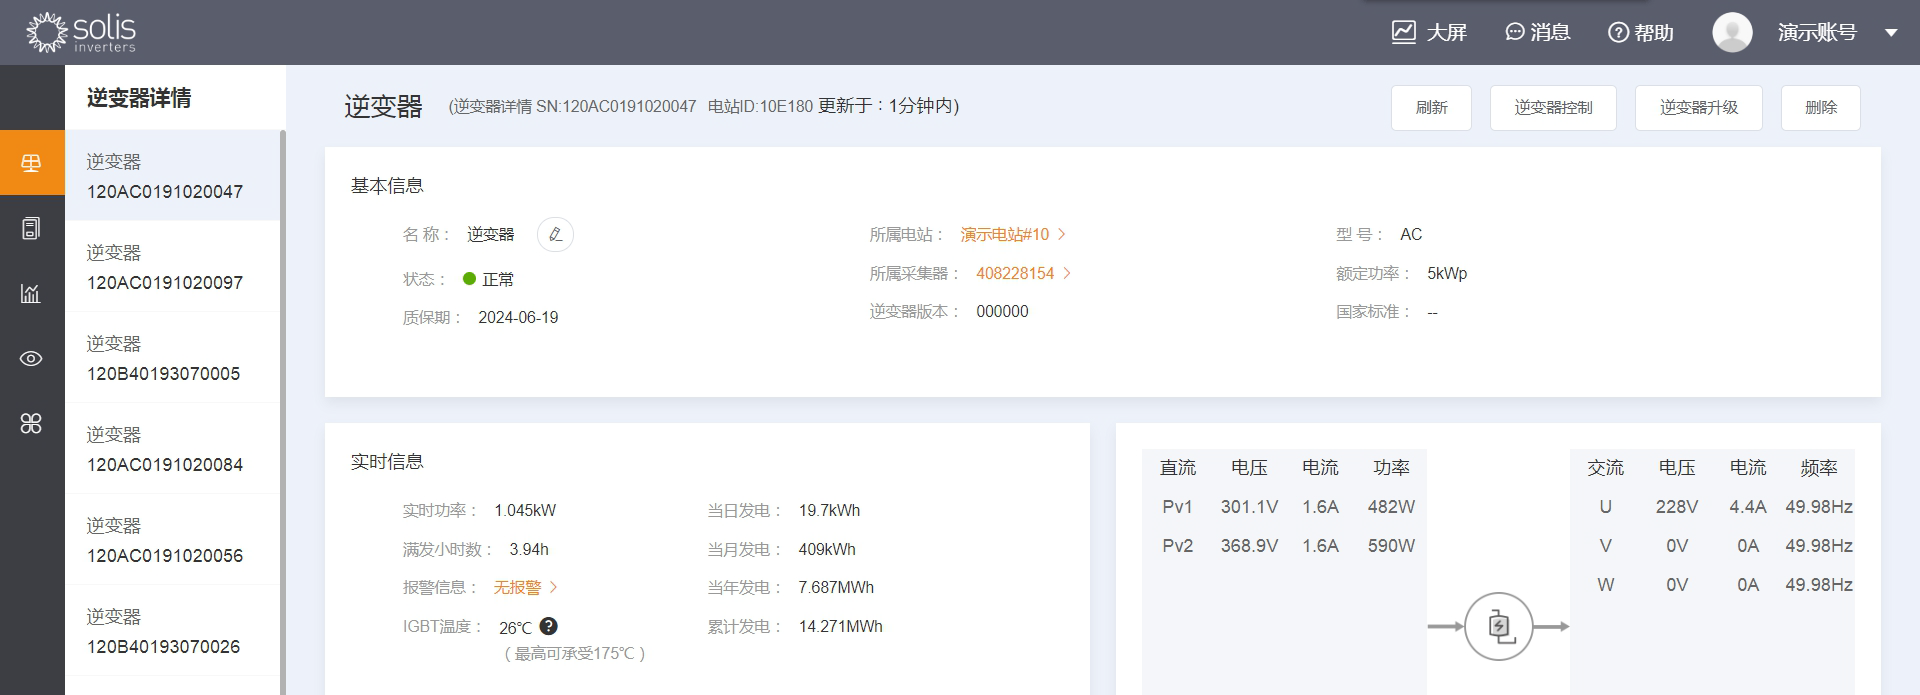 solis
inverters
大屏 消息 帮助 演示账号
逆变器详情
逆变器
120AC0191020047
逆变器
120AC0191020097
逆变器
120B40193070005
逆变器
120AC0191020084
逆变器
120AC0191020056
逆变器
120B40193070026
逆变器 (逆变器详情 SN:120AC0191020047 电站ID:10E180 更新于：1分钟内)
刷新 逆变器控制 逆变器升级 删除
基本信息
名 称： 逆变器
状态： 正常
质保期： 2024-06-19
所属电站： 演示电站#10
所属采集器： 408228154
逆变器版本： 000000
型 号： AC
额定功率： 5kWp
国家标准： --
实时信息
实时功率： 1.045kW
满发小时数： 3.94h
报警信息： 无报警
IGBT温度： 26℃ ?
（最高可承受175℃）
当日发电： 19.7kWh
当月发电： 409kWh
当年发电： 7.687MWh
累计发电： 14.271MWh
直流 电压 电流 功率
Pv1 301.1V 1.6A 482W
Pv2 368.9V 1.6A 590W
交流 电压 电流 频率
U 228V 4.4A 49.98Hz
V 0V 0A 49.98Hz
W 0V 0A 49.98Hz